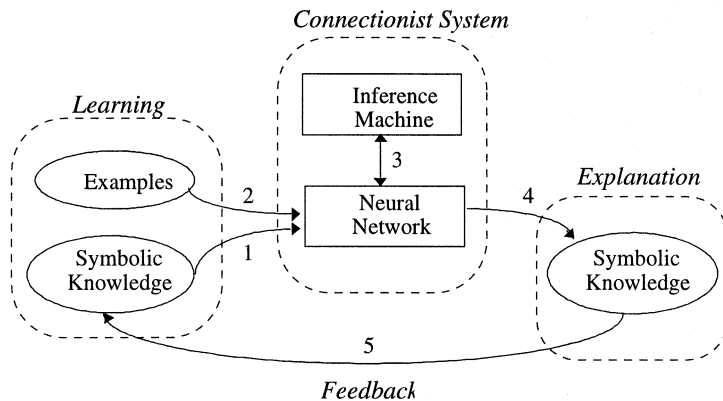 Connectionist System
Learning
Inference
Machine
3
Examples
2
Neural
Network
4
Explanation
Symbolic
Knowledge
1
Symbolic
Knowledge
5
Feedback